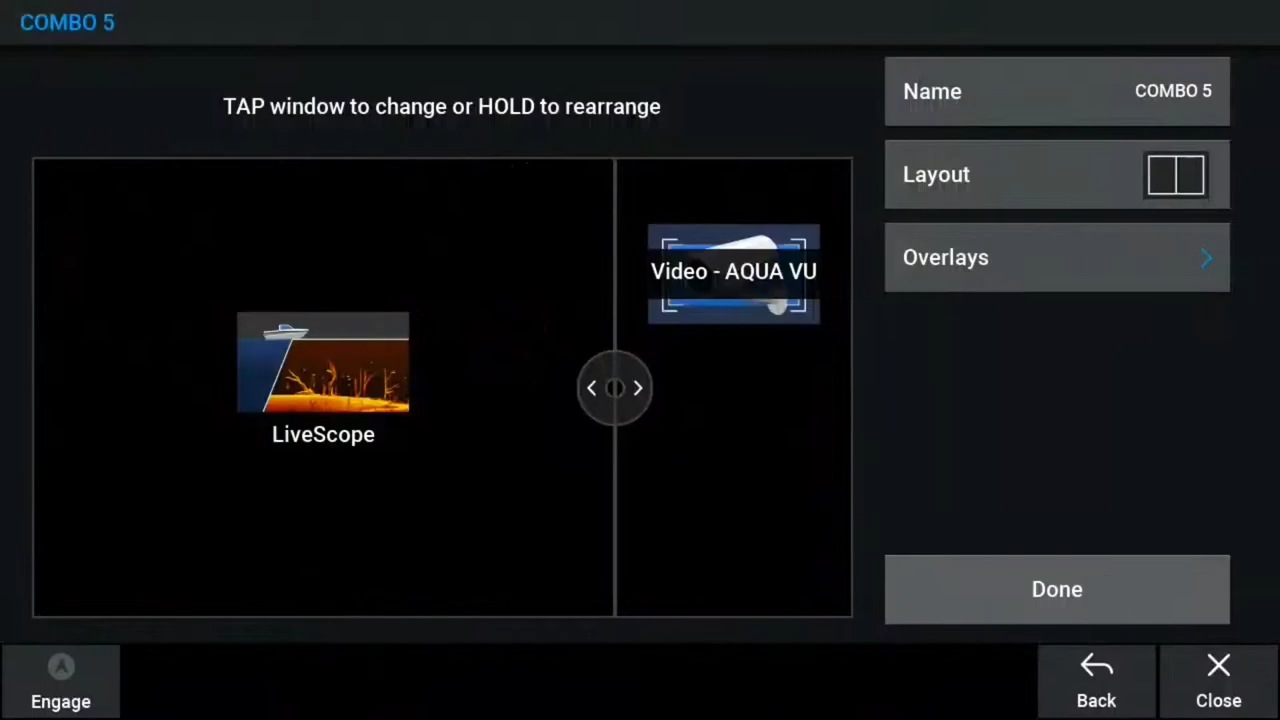 COMBO 5
TAP window to change or HOLD to rearrange
Name COMBO 5
Layout
Overlays
Video - AQUA VU
LiveScope
Done
Engage
Back
Close